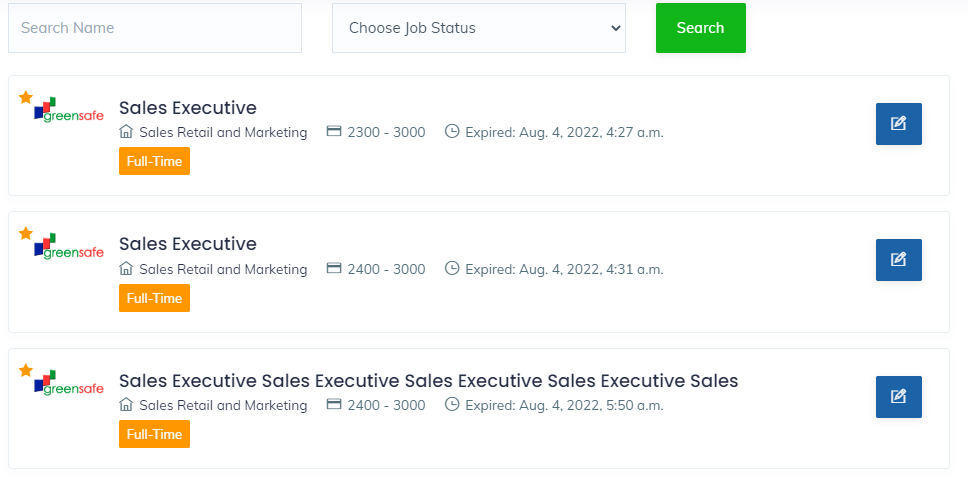 Search Name
Choose Job Status
Search
greensafe
Sales Executive
Sales Retail and Marketing 2300 - 3000 Expired: Aug. 4, 2022, 4:27 a.m.
Full-Time
greensafe
Sales Executive
Sales Retail and Marketing 2400 - 3000 Expired: Aug. 4, 2022, 4:31 a.m.
Full-Time
greensafe
Sales Executive Sales Executive Sales Executive Sales Executive Sales
Sales Retail and Marketing 2400 - 3000 Expired: Aug. 4, 2022, 5:50 a.m.
Full-Time